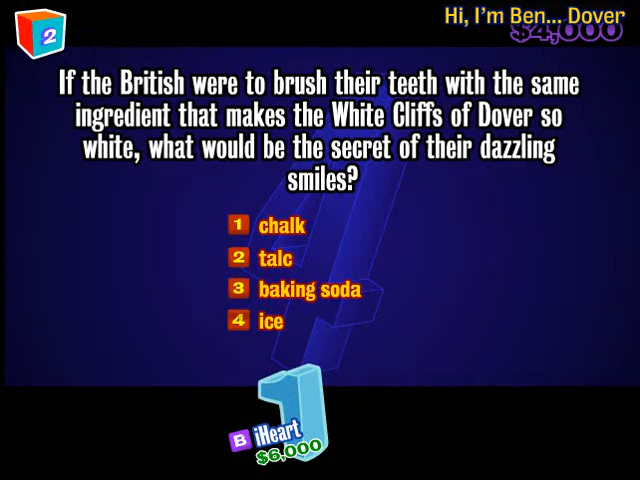 2
Hi, I'm Ben... Dover
$4,000
If the British were to brush their teeth with the same
ingredient that makes the White Cliffs of Dover so
white, what would be the secret of their dazzling
smiles?
1 chalk
2 talc
3 baking soda
4 ice
1
B iHeart
$6,000